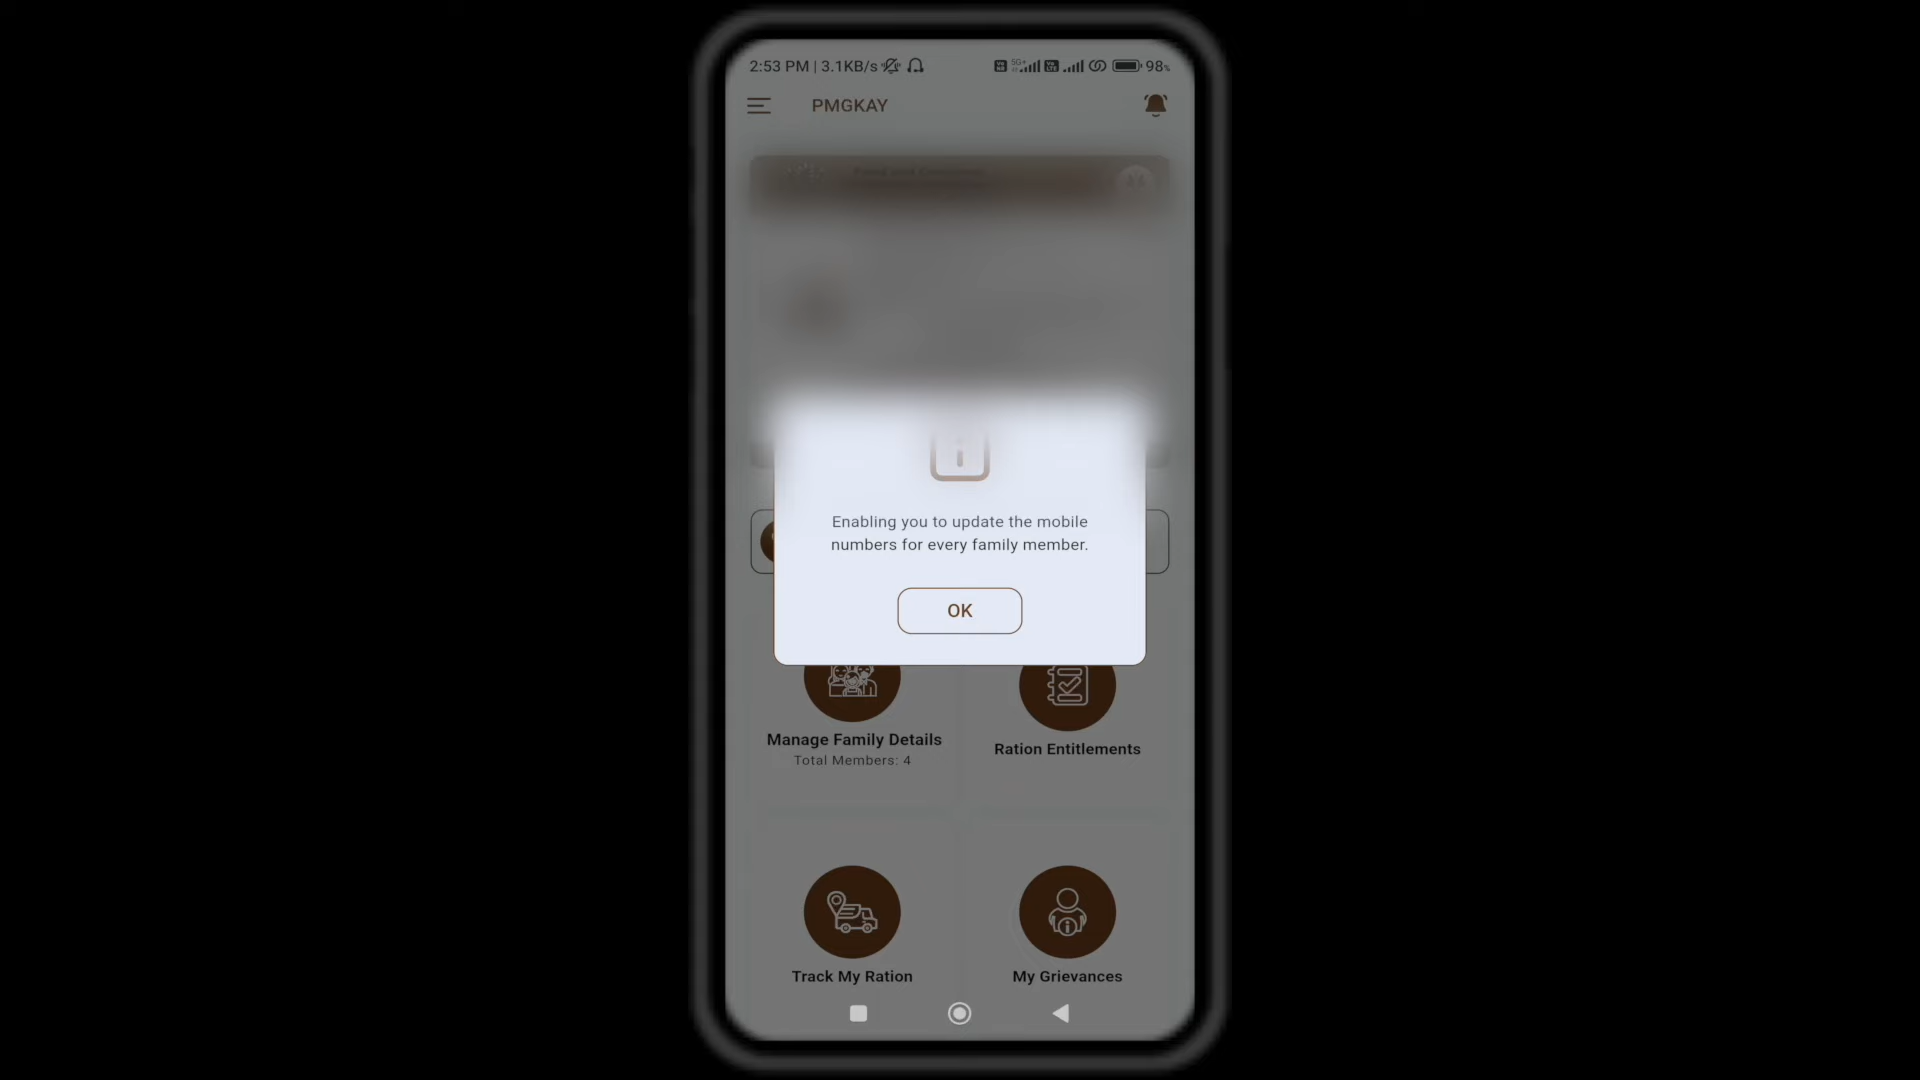 2:53 PM | 3.1KB/s 98%
PMGKAY
Enabling you to update the mobile
numbers for every family member.
OK
Manage Family Details
Total Members: 4
Ration Entitlements
Track My Ration
My Grievances